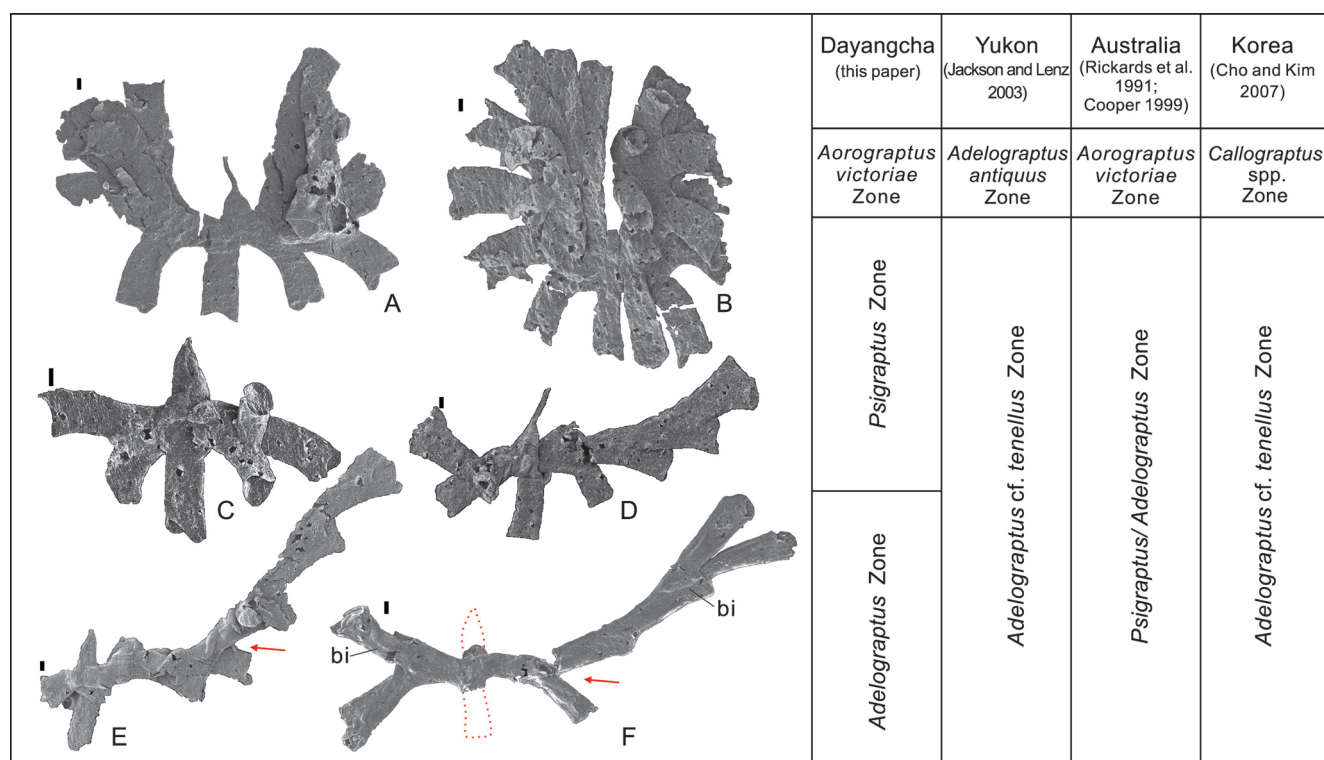 A
B
C
D
E
bi
bi
F
Dayangcha
(this paper)
Yukon
(Jackson and Lenz
2003)
Australia
(Rickards et al.
1991;
Cooper 1999)
Korea
(Cho and Kim
2007)
Aorograptus
victoriae
Zone
Adelograptus
antiquus
Zone
Aorograptus
victoriae
Zone
Callograptus
spp.
Zone
Psigraptus Zone
Adelograptus Zone
Adelograptus cf. tenellus Zone
Psigraptus/ Adelograptus Zone
Adelograptus cf. tenellus Zone